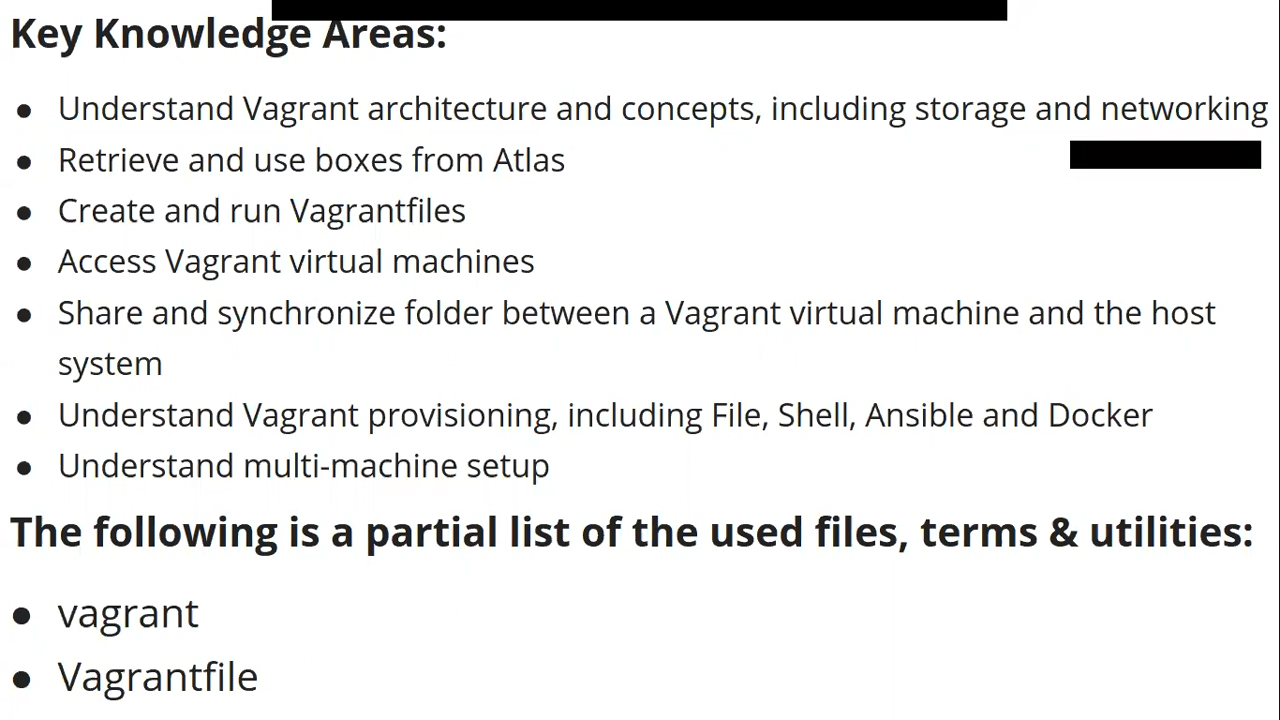 Key Knowledge Areas:
● Understand Vagrant architecture and concepts, including storage and networking
● Retrieve and use boxes from Atlas
● Create and run Vagrantfiles
● Access Vagrant virtual machines
● Share and synchronize folder between a Vagrant virtual machine and the host
system
● Understand Vagrant provisioning, including File, Shell, Ansible and Docker
● Understand multi-machine setup
The following is a partial list of the used files, terms & utilities:
● vagrant
● Vagrantfile